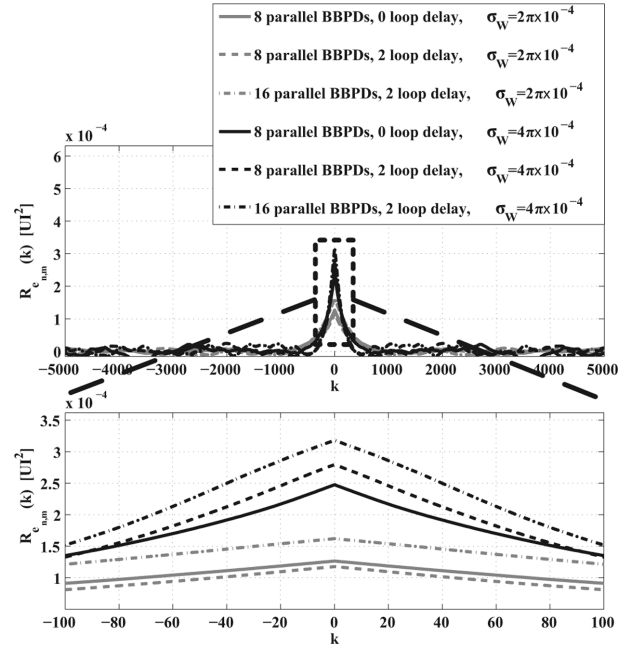 8 parallel BBPDs, 0 loop delay, σW=2π×10−4
8 parallel BBPDs, 2 loop delay, σW=2π×10−4
16 parallel BBPDs, 2 loop delay, σW=2π×10−4
8 parallel BBPDs, 0 loop delay, σW=4π×10−4
8 parallel BBPDs, 2 loop delay, σW=4π×10−4
16 parallel BBPDs, 2 loop delay, σW=4π×10−4
x 10−4
6
5
4
3
2
1
0
R e n,m (k) [UI2]
−5000 −4000 −3000 −2000 −1000 0 1000 2000 3000 4000 5000
k
x 10−4
3.5
3
2.5
2
1.5
1
R e n,m (k) [UI2]
−100 −80 −60 −40 −20 0 20 40 60 80 100
k